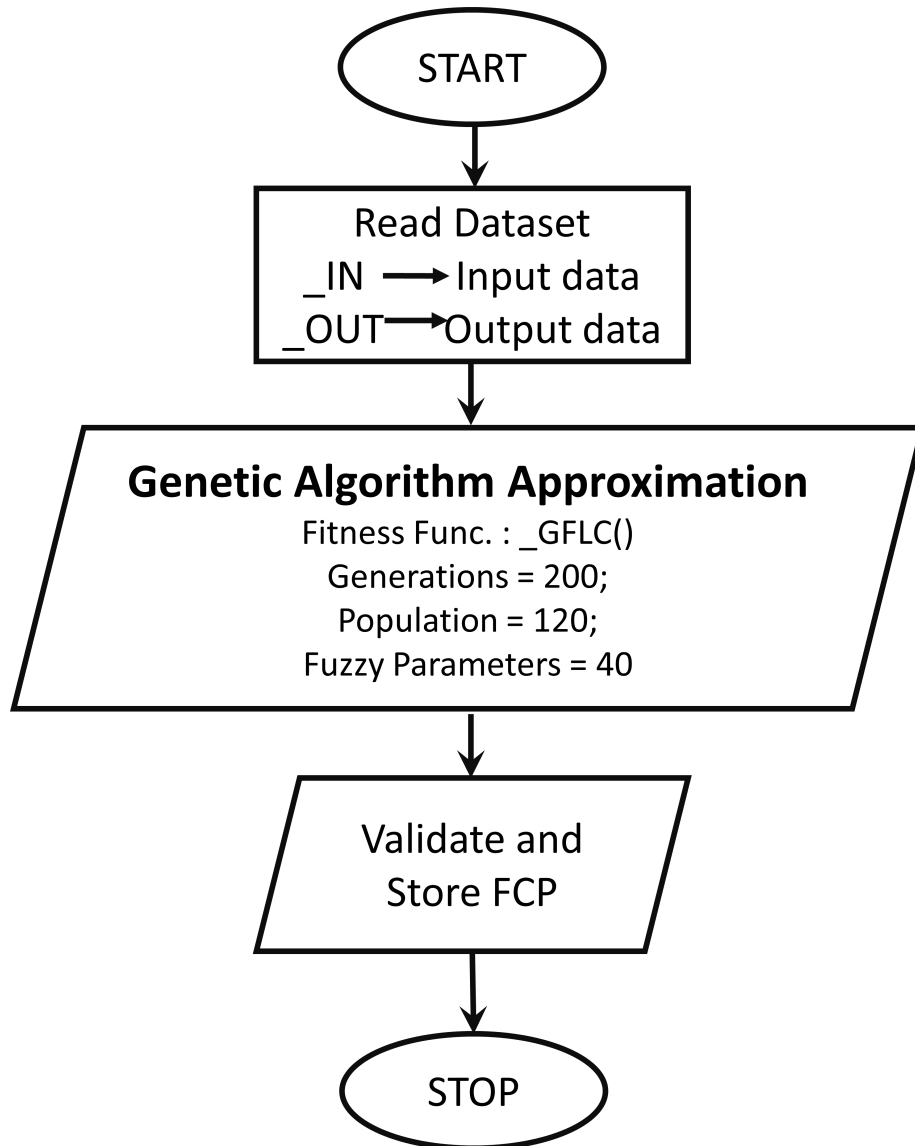 START
Read Dataset
_IN → Input data
_OUT → Output data
Genetic Algorithm Approximation
Fitness Func. : _GFLC()
Generations = 200;
Population = 120;
Fuzzy Parameters = 40
Validate and
Store FCP
STOP